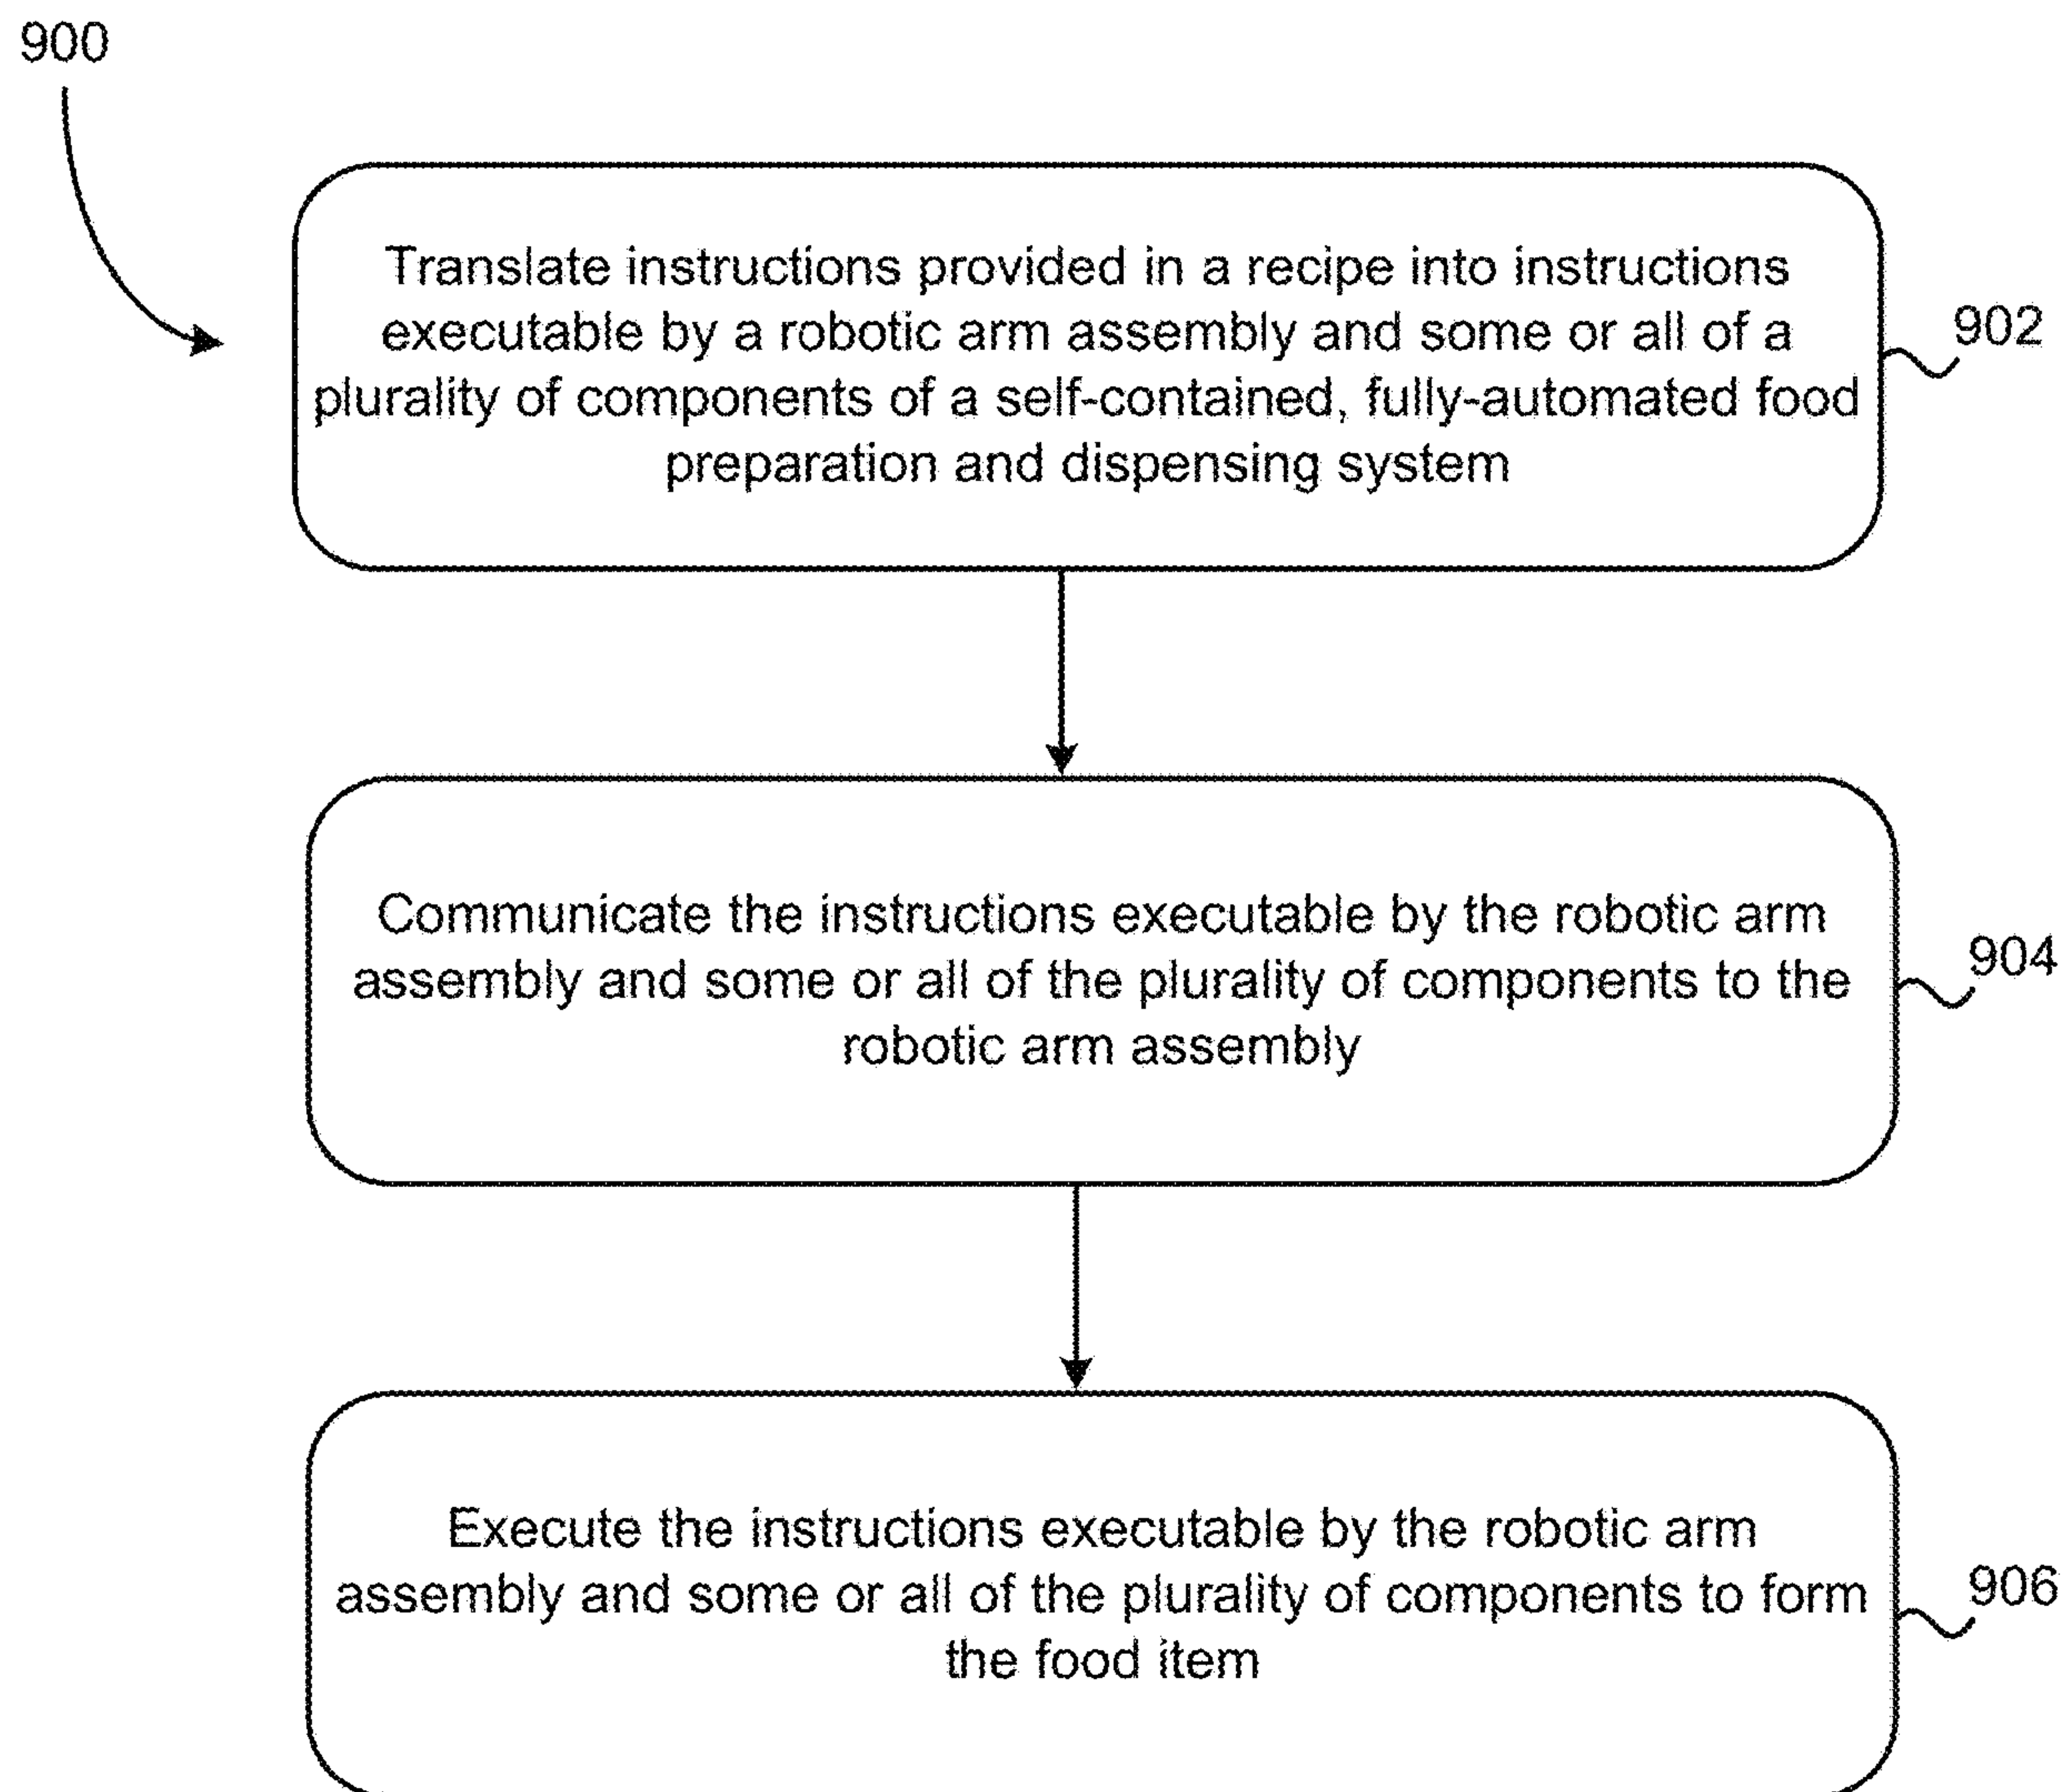 900
Translate instructions provided in a recipe into instructions
executable by a robotic arm assembly and some or all of a
plurality of components of a self-contained, fully-automated food
preparation and dispensing system
902
Communicate the instructions executable by the robotic arm
assembly and some or all of the plurality of components to the
robotic arm assembly
904
Execute the instructions executable by the robotic arm
assembly and some or all of the plurality of components to form
the food item
906